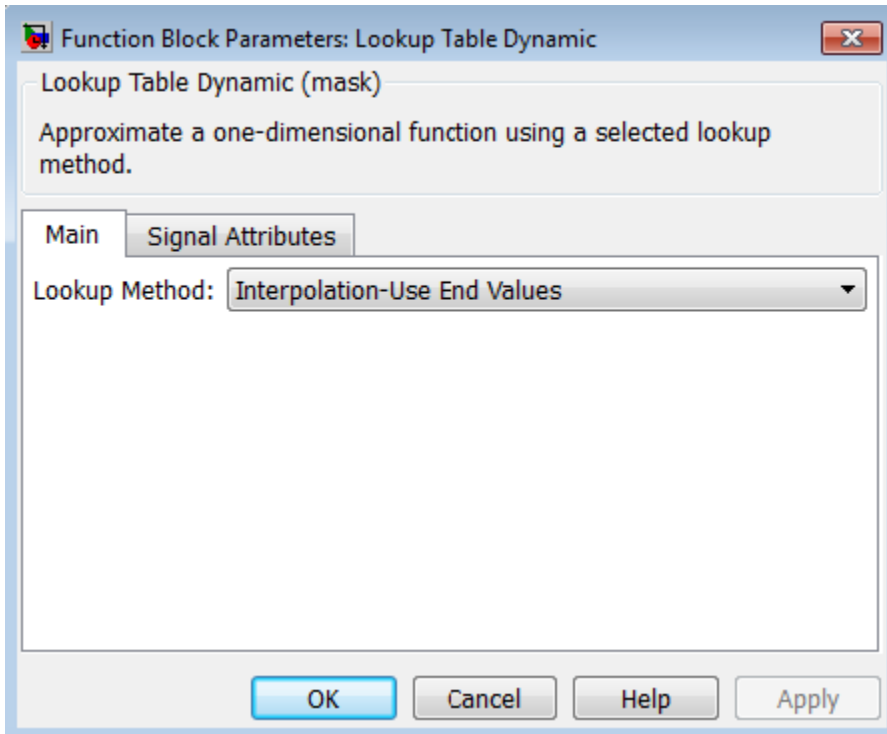 Function Block Parameters: Lookup Table Dynamic
Lookup Table Dynamic (mask)
Approximate a one-dimensional function using a selected lookup
method.
Main Signal Attributes
Lookup Method: Interpolation-Use End Values
OK Cancel Help Apply